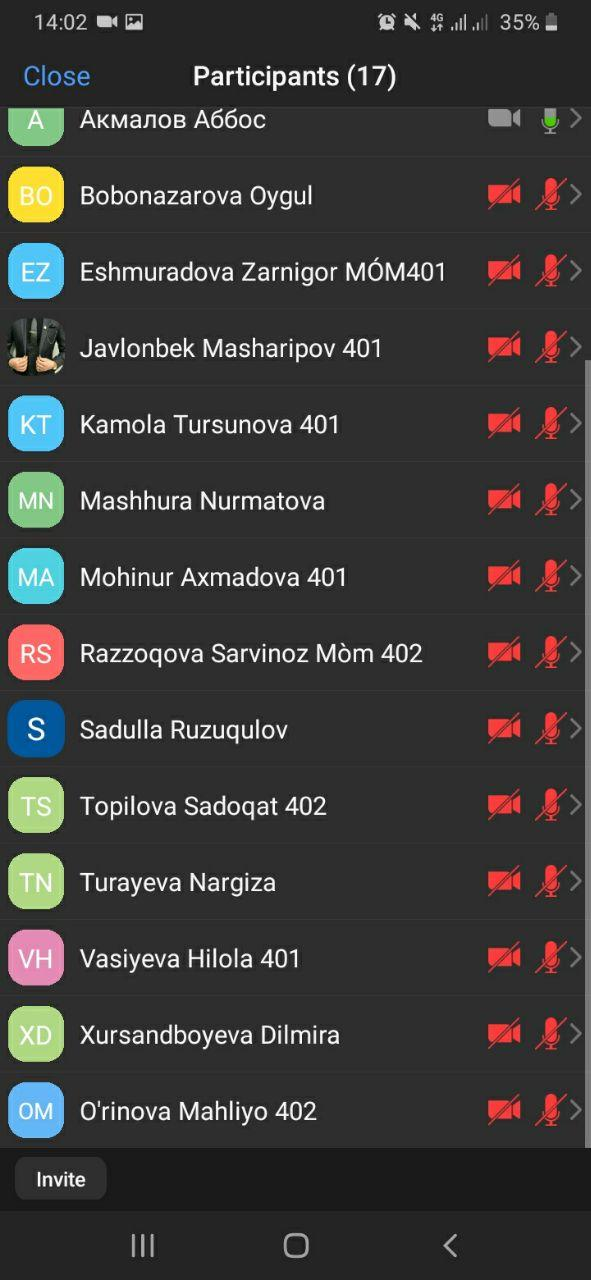 14:02 4G 35%
Close Participants (17)
A Акмалов Аббос
BO Bobonazarova Oygul
EZ Eshmuradova Zarnigor MÓM401
Javlonbek Masharipov 401
KT Kamola Tursunova 401
MN Mashhura Nurmatova
MA Mohinur Axmadova 401
RS Razzoqova Sarvinoz Mòm 402
S Sadulla Ruzuqulov
TS Topilova Sadoqat 402
TN Turayeva Nargiza
VH Vasiyeva Hilola 401
XD Xursandboyeva Dilmira
OM O'rinova Mahliyo 402
Invite